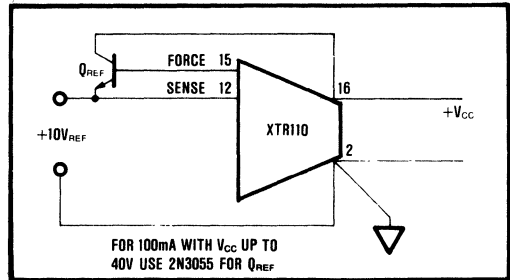 FORCE 15
QREF
SENSE 12
16
+VCC
XTR110
+10VREF
2
FOR 100mA WITH VCC UP TO
40V USE 2N3055 FOR QREF